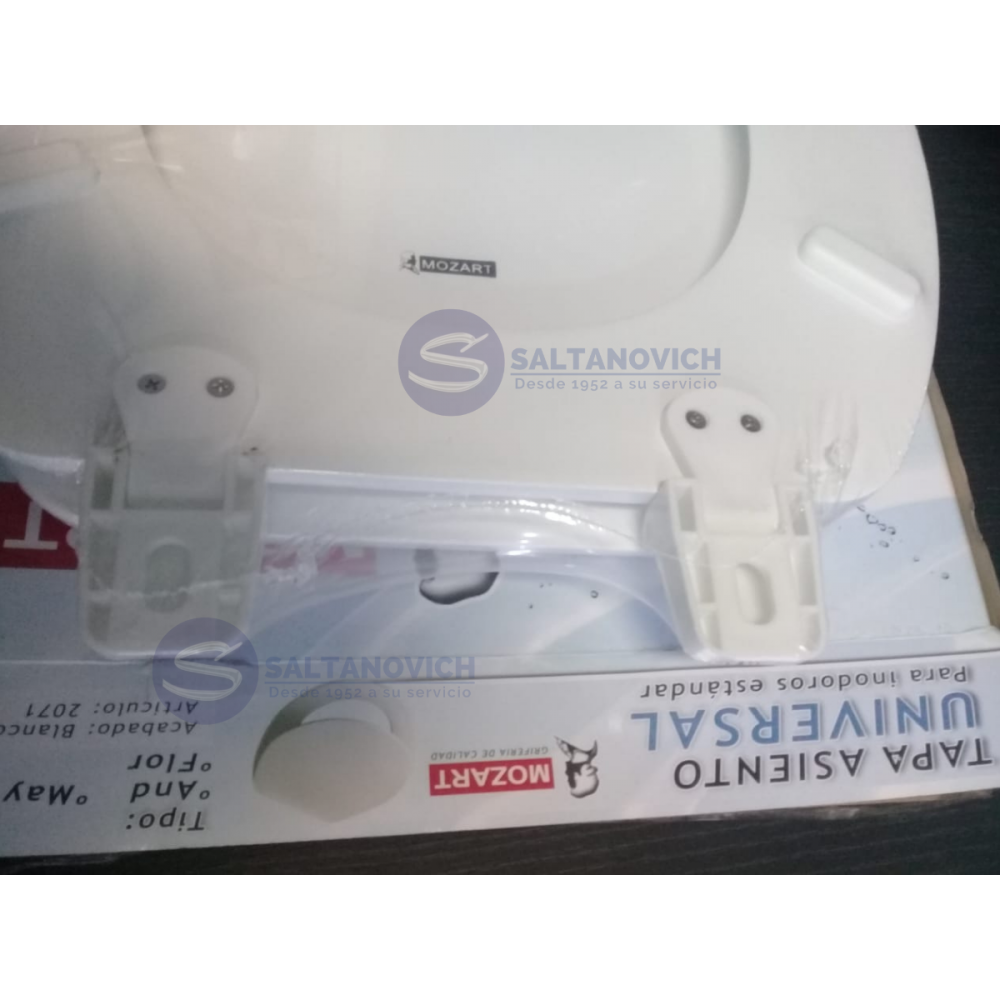 MOZART
SALTANOVICH
Desde 1952 a su servicio
SALTANOVICH
Desde 1952 a su servicio
TAPA ASIENTO
UNIVERSAL
Para inodoros estándar
MOZART
GRIFERIA DE CALIDAD
Tipo:
°And °May
°Flor
Acabado: Blanco
Artículo: 2071